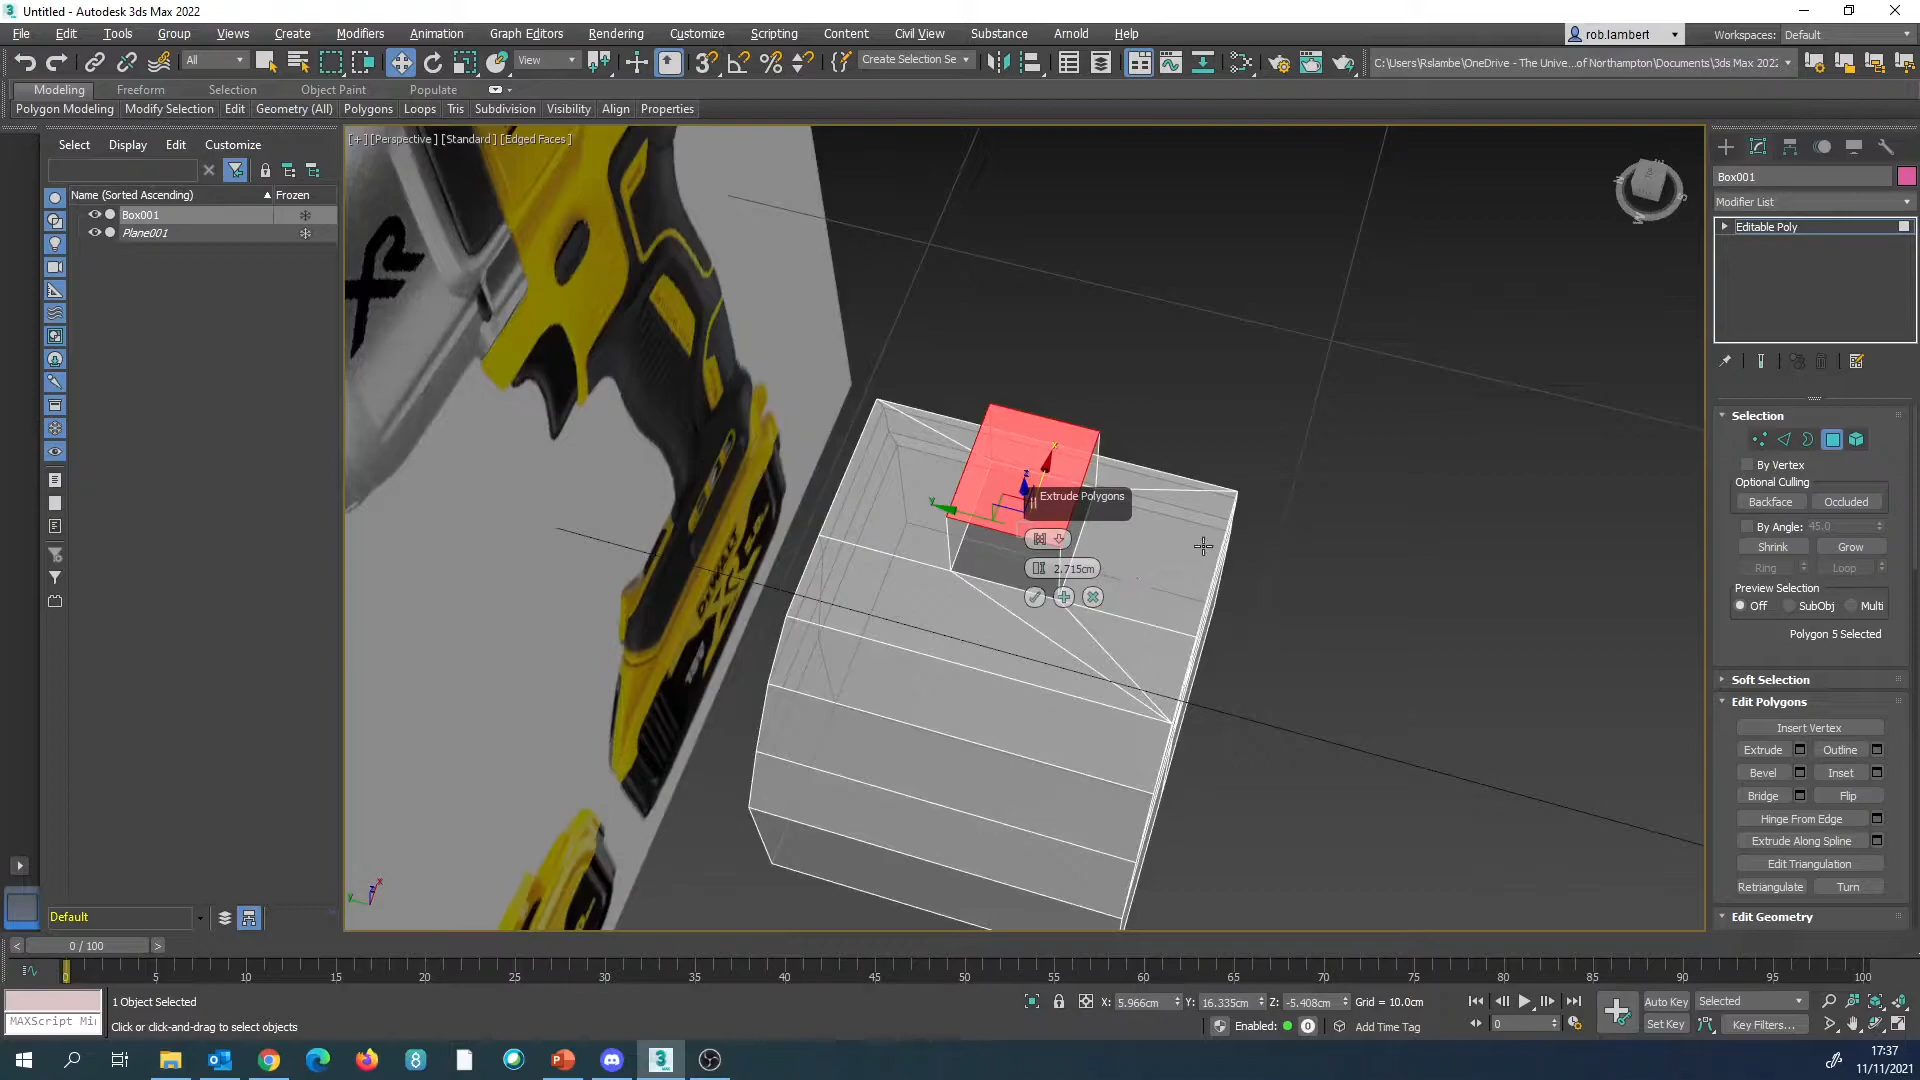 Untitled - Autodesk 3ds Max 2022
File Edit Tools Group Views Create Modifiers Animation Graph Editors Rendering Customize Scripting Content Civil View Substance Arnold Help
rob.lambert
Workspaces: Default
All
View
Create Selection Se
C:\Users\Rslambe\OneDrive - The Unive...of Northampton\Documents\3ds Max 2022
Modeling Freeform Selection Object Paint Populate
Polygon Modeling Modify Selection Edit Geometry (All) Polygons Loops Tris Subdivision Visibility Align Properties
Select Display Edit Customize
[+] [Perspective] [Standard] [Edged Faces]
Name (Sorted Ascending) Frozen
Box001
Plane001
Box001
Modifier List
Editable Poly
Extrude Polygons
2.715cm
Selection
By Vertex
Optional Culling
Backface Occluded
By Angle: 45.0
Shrink Grow
Ring Loop
Preview Selection
Off SubObj Multi
Polygon 5 Selected
Soft Selection
Edit Polygons
Insert Vertex
Extrude Outline
Bevel Inset
Bridge Flip
Hinge From Edge
Extrude Along Spline
Edit Triangulation
Retriangulate Turn
Edit Geometry
Default
0 / 100
0 5 10 15 20 25 30 35 40 45 50 55 60 65 70 75 80 85 90 95 100
1 Object Selected
X: 5.966cm Y: 16.335cm Z: -5.408cm Grid = 10.0cm
Auto Key Selected
MAXScript Mi
Click or click-and-drag to select objects
Enabled: 0 Add Time Tag
0
Set Key Key Filters...
17:37
11/11/2021